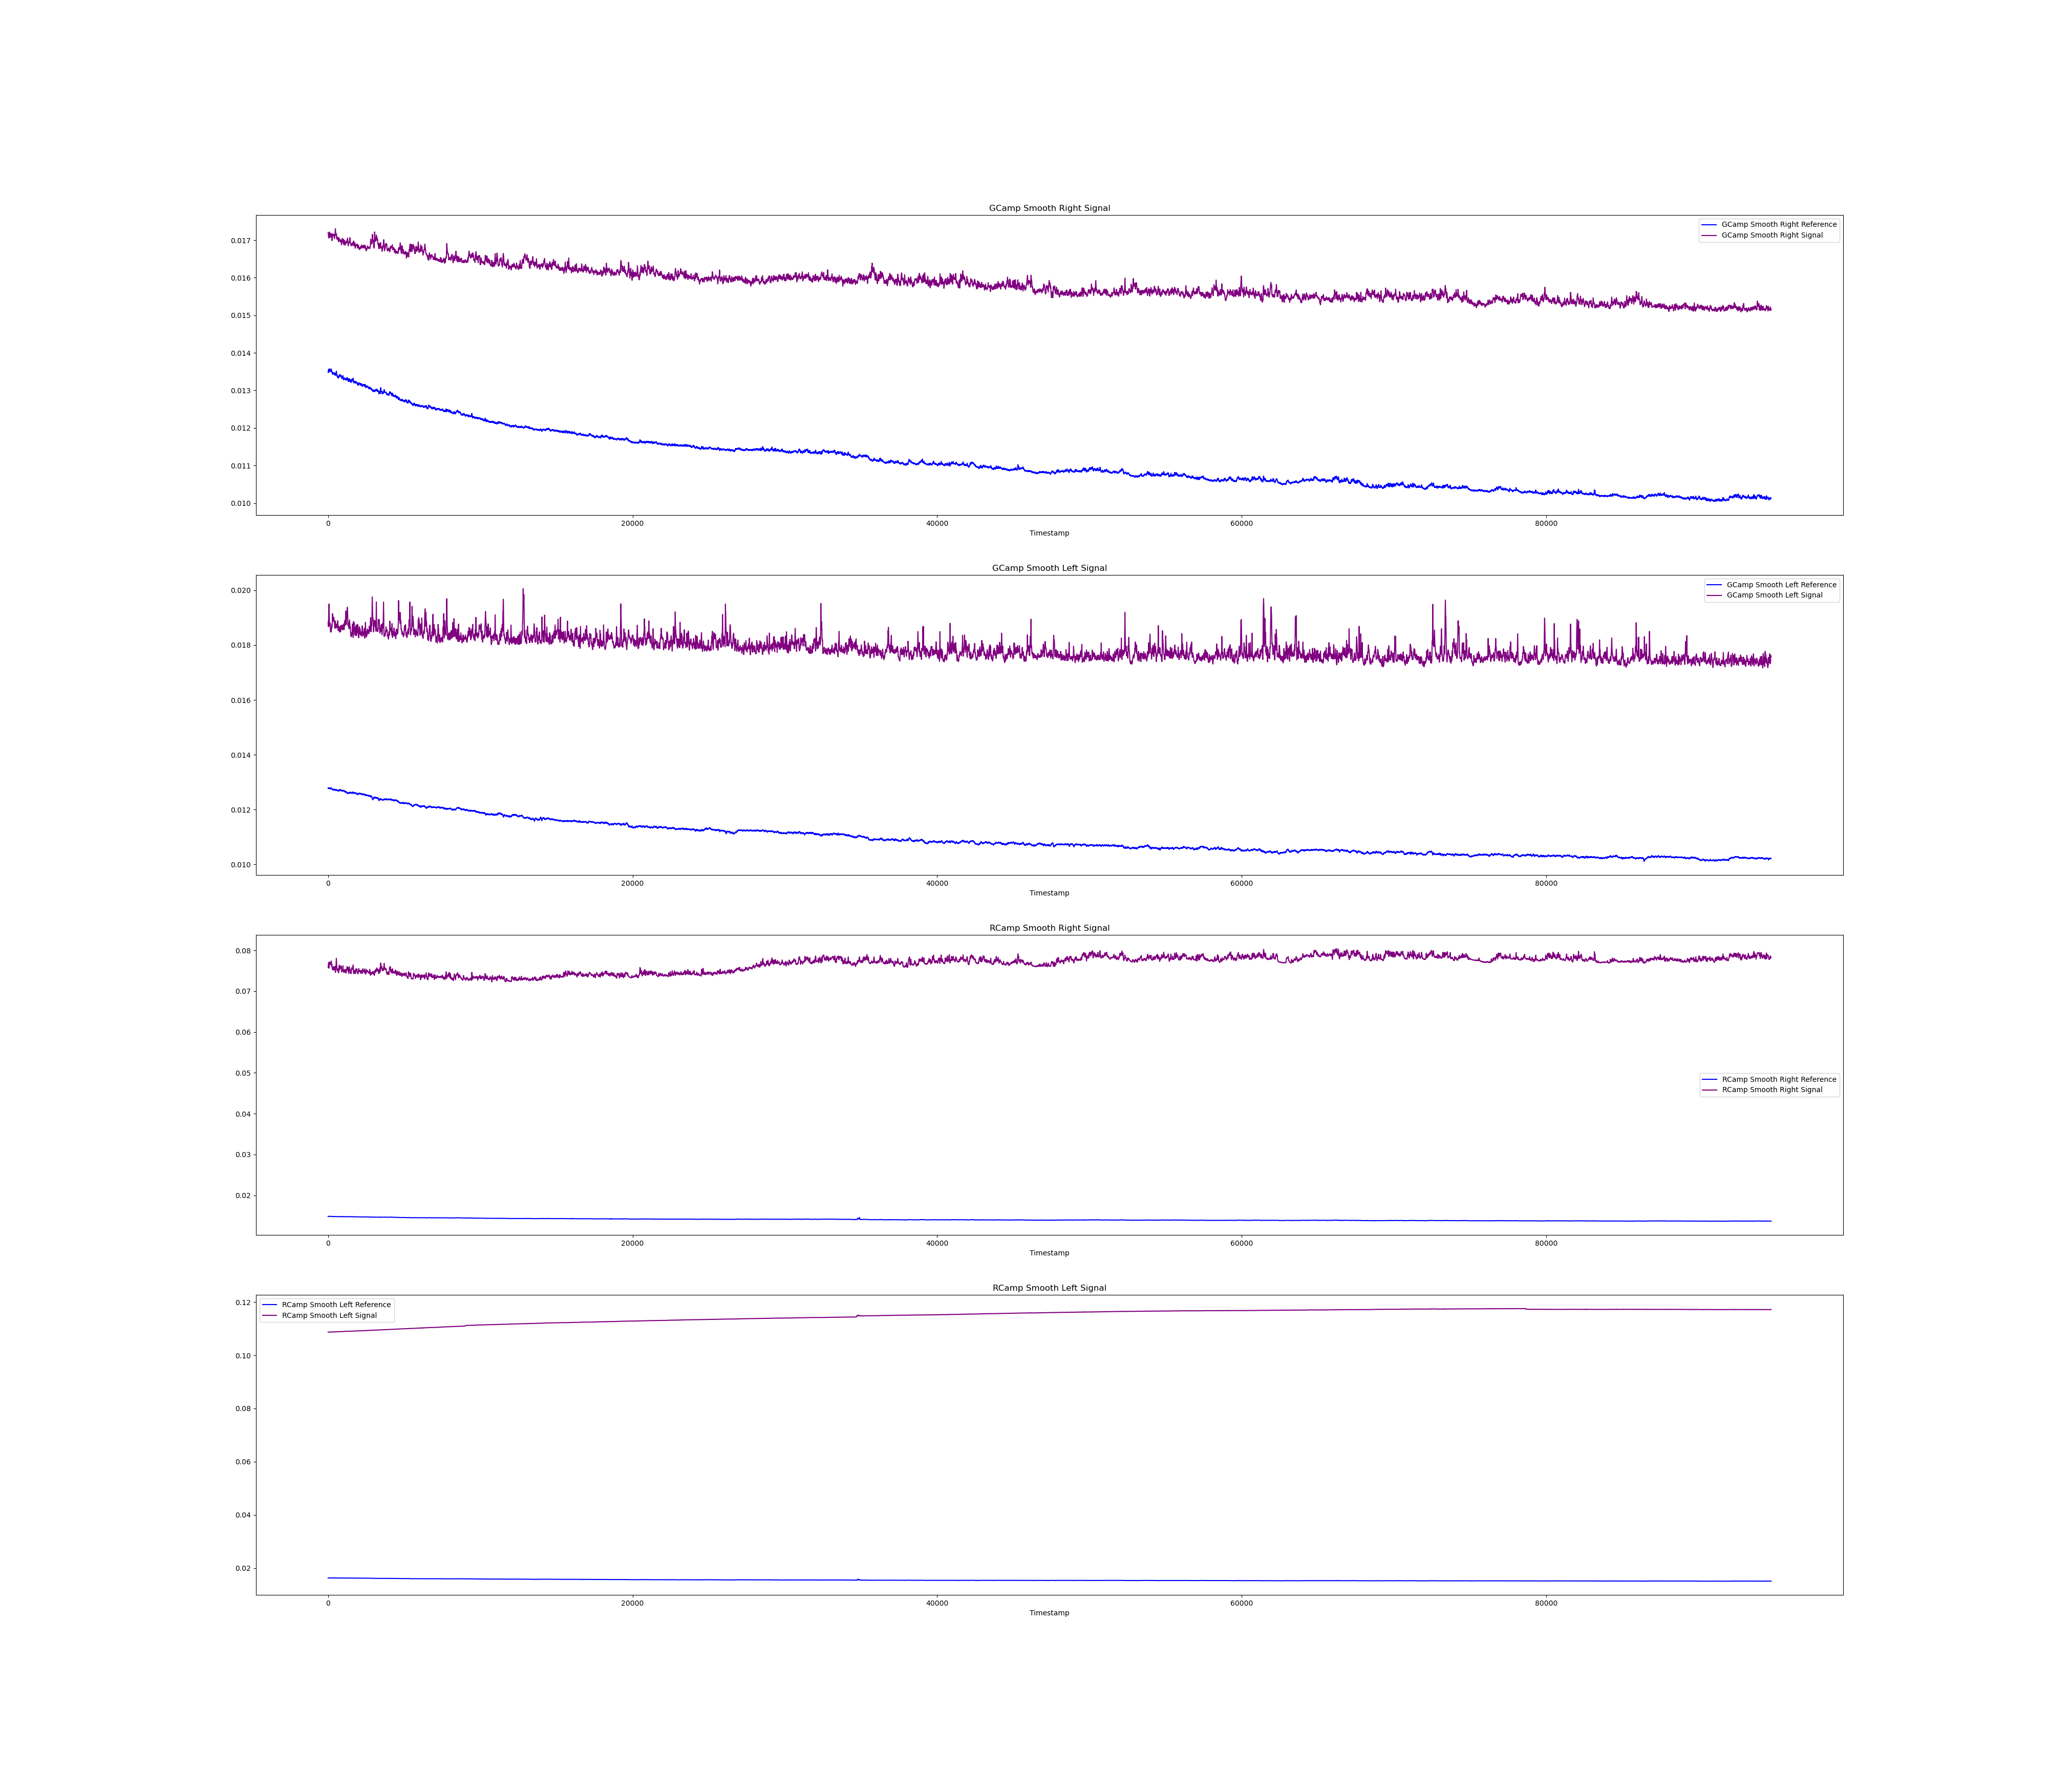 GCamp Smooth Right Signal
GCamp Smooth Right Reference
GCamp Smooth Right Signal
0.017
0.016
0.015
0.014
0.013
0.012
0.011
0.010
0 20000 40000 60000 80000
Timestamp
GCamp Smooth Left Signal
GCamp Smooth Left Reference
GCamp Smooth Left Signal
0.020
0.018
0.016
0.014
0.012
0.010
0 20000 40000 60000 80000
Timestamp
RCamp Smooth Right Signal
0.08
0.07
0.06
0.05
RCamp Smooth Right Reference
RCamp Smooth Right Signal
0.04
0.03
0.02
0 20000 40000 60000 80000
Timestamp
RCamp Smooth Left Signal
0.12
RCamp Smooth Left Reference
RCamp Smooth Left Signal
0.10
0.08
0.06
0.04
0.02
0 20000 40000 60000 80000
Timestamp